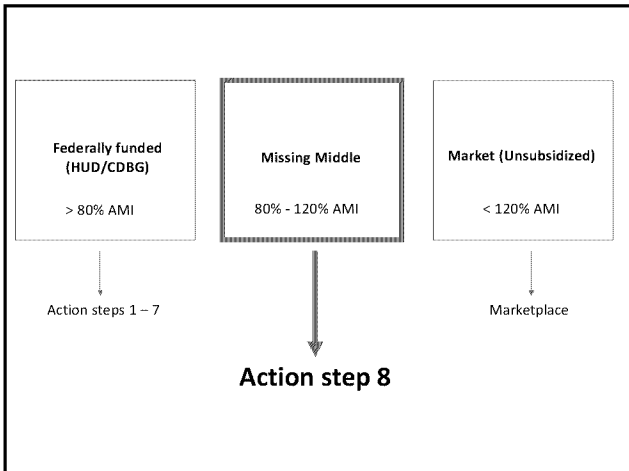 Federally funded
(HUD/CDBG)
> 80% AMI
Action steps 1 – 7
Missing Middle
80% - 120% AMI
Action step 8
Market (Unsubsidized)
< 120% AMI
Marketplace